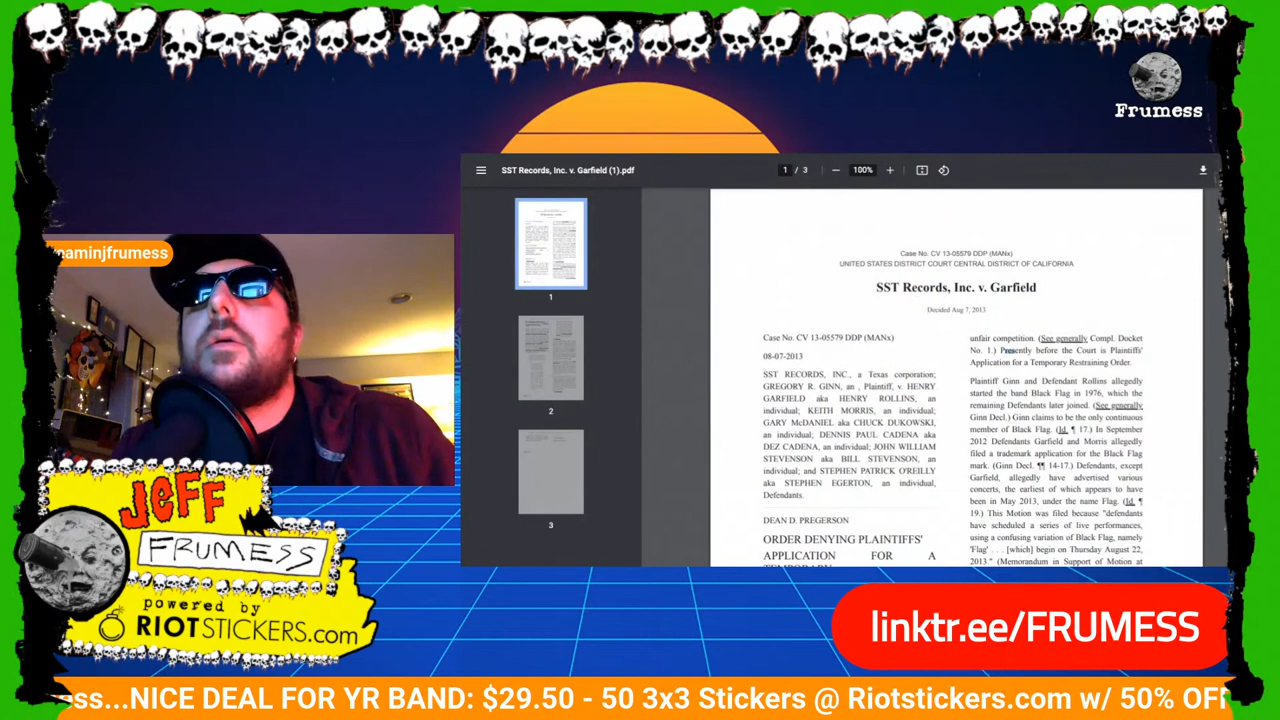 Frumess
SST Records, Inc. v. Garfield (1).pdf
1 / 3
100%
1
2
3
Case No. CV 13-05579 DDP (MANx)
UNITED STATES DISTRICT COURT CENTRAL DISTRICT OF CALIFORNIA
SST Records, Inc. v. Garfield
Decided Aug 7, 2013
Case No. CV 13-05579 DDP (MANx)
08-07-2013
SST RECORDS, INC., a Texas corporation;
GREGORY R. GINN, an , Plaintiff, v. HENRY
GARFIELD aka HENRY ROLLINS, an
individual; KEITH MORRIS, an individual;
GARY McDANIEL aka CHUCK DUKOWSKI,
an individual; DENNIS PAUL CADENA aka
DEZ CADENA, an individual; JOHN WILLIAM
STEVENSON aka BILL STEVENSON, an
individual; and STEPHEN PATRICK O'REILLY
aka STEPHEN EGERTON, an individual,
Defendants.
DEAN D. PREGERSON
ORDER DENYING PLAINTIFFS'
APPLICATION FOR A
unfair competition. (See generally Compl. Docket
No. 1.) Presently before the Court is Plaintiffs'
Application for a Temporary Restraining Order.
Plaintiff Ginn and Defendant Rollins allegedly
started the band Black Flag in 1976, which the
remaining Defendants later joined. (See generally
Ginn Decl.) Ginn claims to be the only continuous
member of Black Flag. (Id. ¶ 17.) In September
2012 Defendants Garfield and Morris allegedly
filed a trademark application for the Black Flag
mark. (Ginn Decl. ¶¶ 14-17.) Defendants, except
Garfield, allegedly have advertised various
concerts, the earliest of which appears to have
been in May 2013, under the name Flag. (Id. ¶
19.) This Motion was filed because "defendants
have scheduled a series of live performances,
using a confusing variation of Black Flag, namely
'Flag' . . . [which] begin on Thursday August 22,
2013." (Memorandum in Support of Motion at
eaminjfrumess
JEFF
FRUMESS
powered by
RIOTSTICKERS.com
linktr.ee/FRUMESS
ss...NICE DEAL FOR YR BAND: $29.50 - 50 3x3 Stickers @ Riotstickers.com w/ 50% OFF